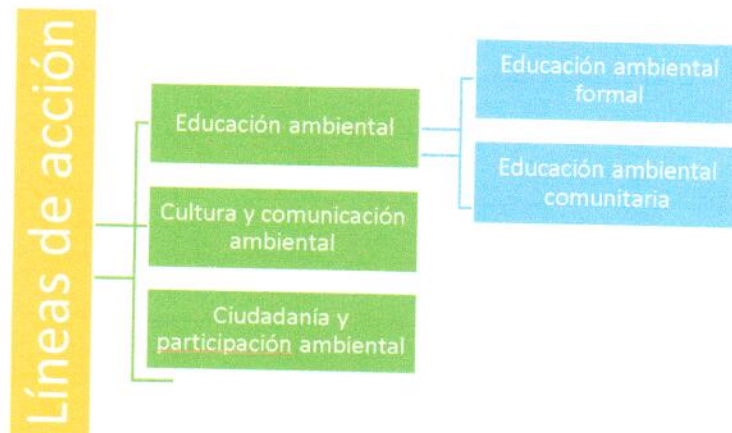 Líneas de acción
Educación ambiental
Cultura y comunicación
ambiental
Ciudadanía y
participación ambiental
Educación ambiental
formal
Educación ambiental
comunitaria